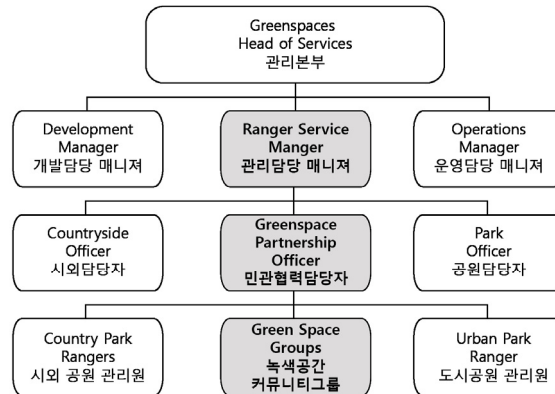 Greenspaces
Head of Services
관리본부
Development
Manager
개발담당 매니져
Ranger Service
Manger
관리담당 매니져
Operations
Manager
운영담당 매니져
Countryside
Officer
시외담당자
Greenspace
Partnership
Officer
민관협력담당자
Park
Officer
공원담당자
Country Park
Rangers
시외 공원 관리원
Green Space
Groups
녹색공간
커뮤니티그룹
Urban Park
Ranger
도시공원 관리원